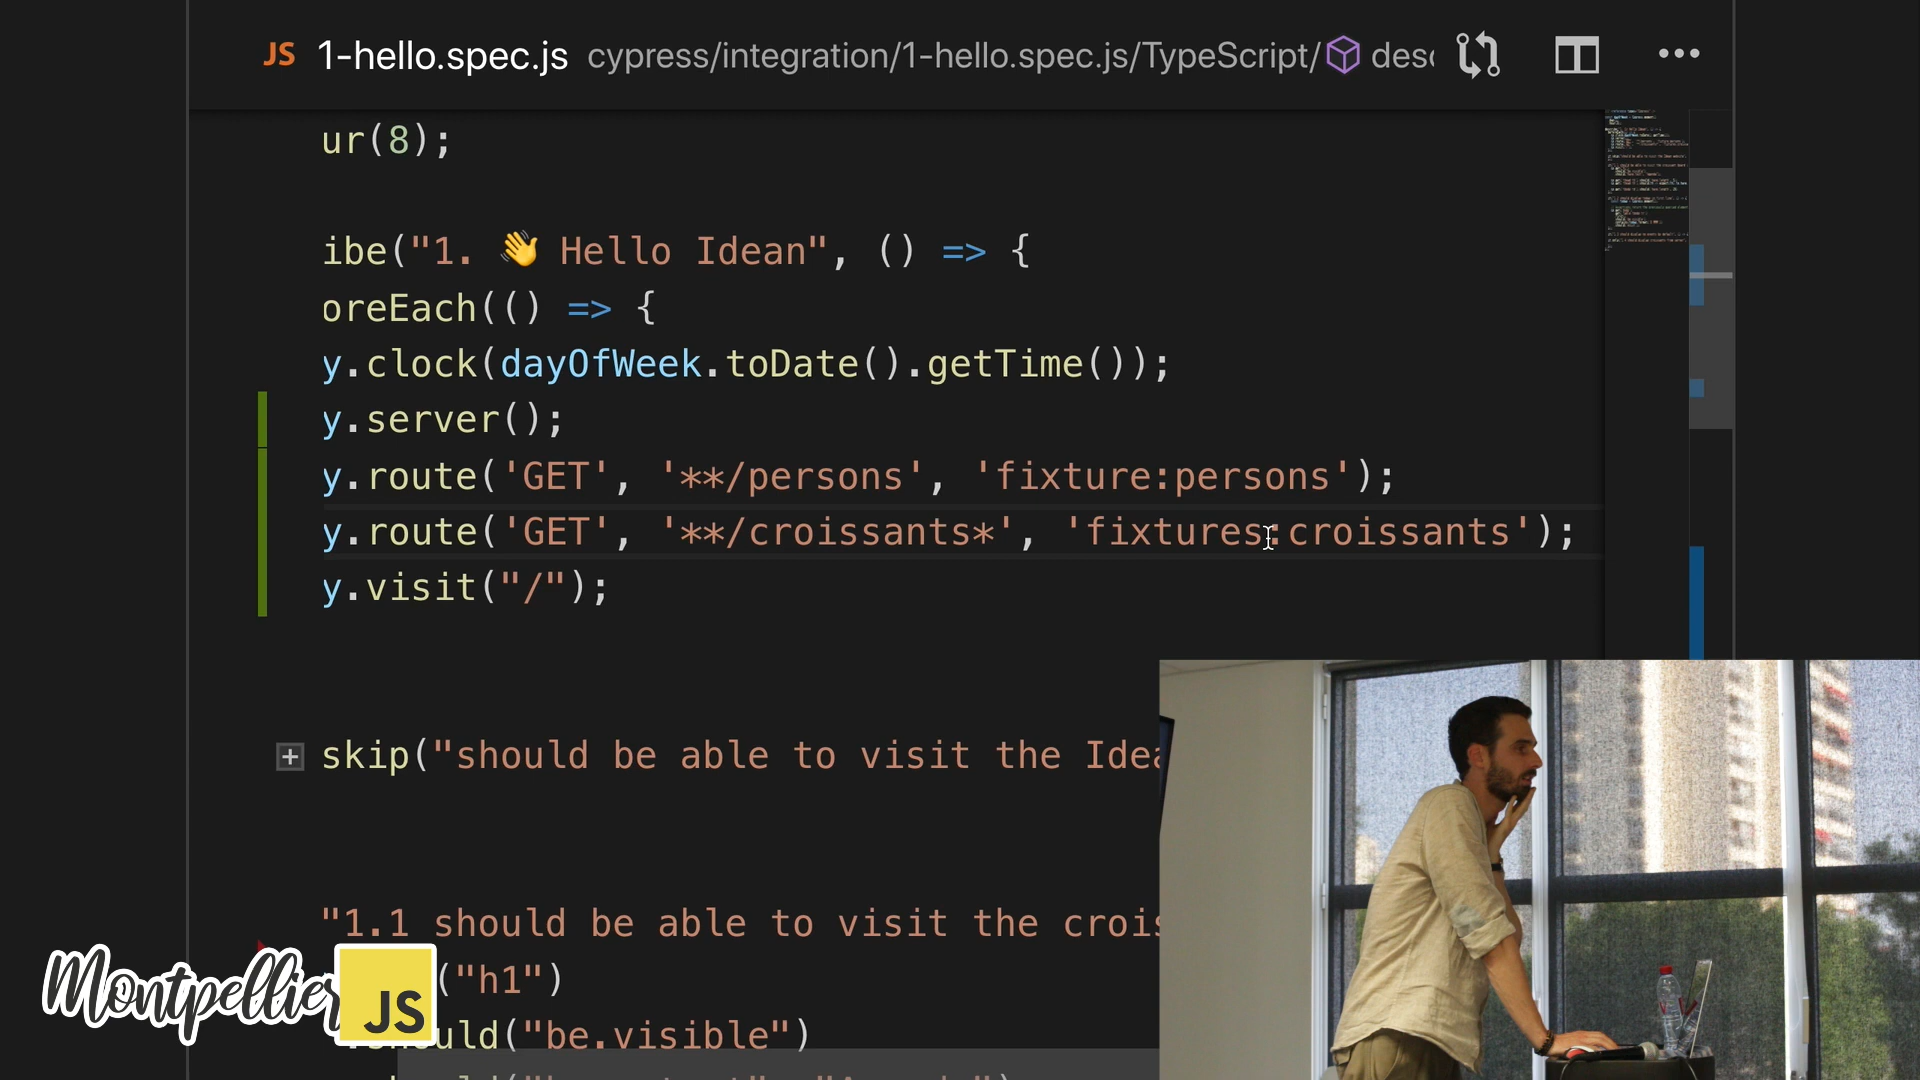 JS 1-hello.spec.js cypress/integration/1-hello.spec.js/TypeScript/ desc
ur(8);
ibe("1. 👋 Hello Idean", () => {
oreEach(() => {
y.clock(dayOfWeek.toDate().getTime());
y.server();
y.route('GET', '**/persons', 'fixture:persons');
y.route('GET', '**/croissants*', 'fixtures:croissants');
y.visit("/");
skip("should be able to visit the Idea
"1.1 should be able to visit the crois
("h1")
ould("be.visible")
Montpellier JS